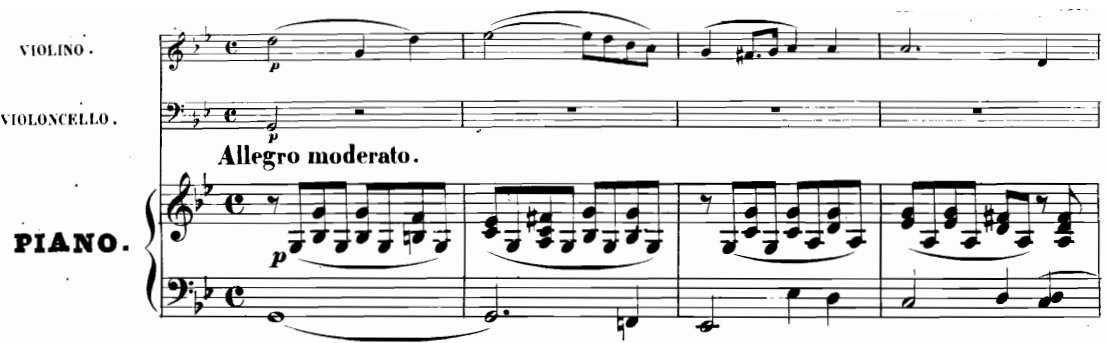 VIOLINO.
p
VIOLONCELLO.
p
Allegro moderato.
PIANO.
p